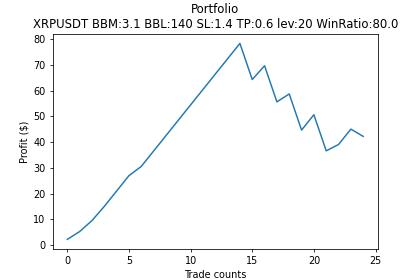 Portfolio
XRPUSDT BBM:3.1 BBL:140 SL:1.4 TP:0.6 lev:20 WinRatio:80.0
80
70
60
50
40
30
20
10
0
Profit ($)
0 5 10 15 20 25
Trade counts